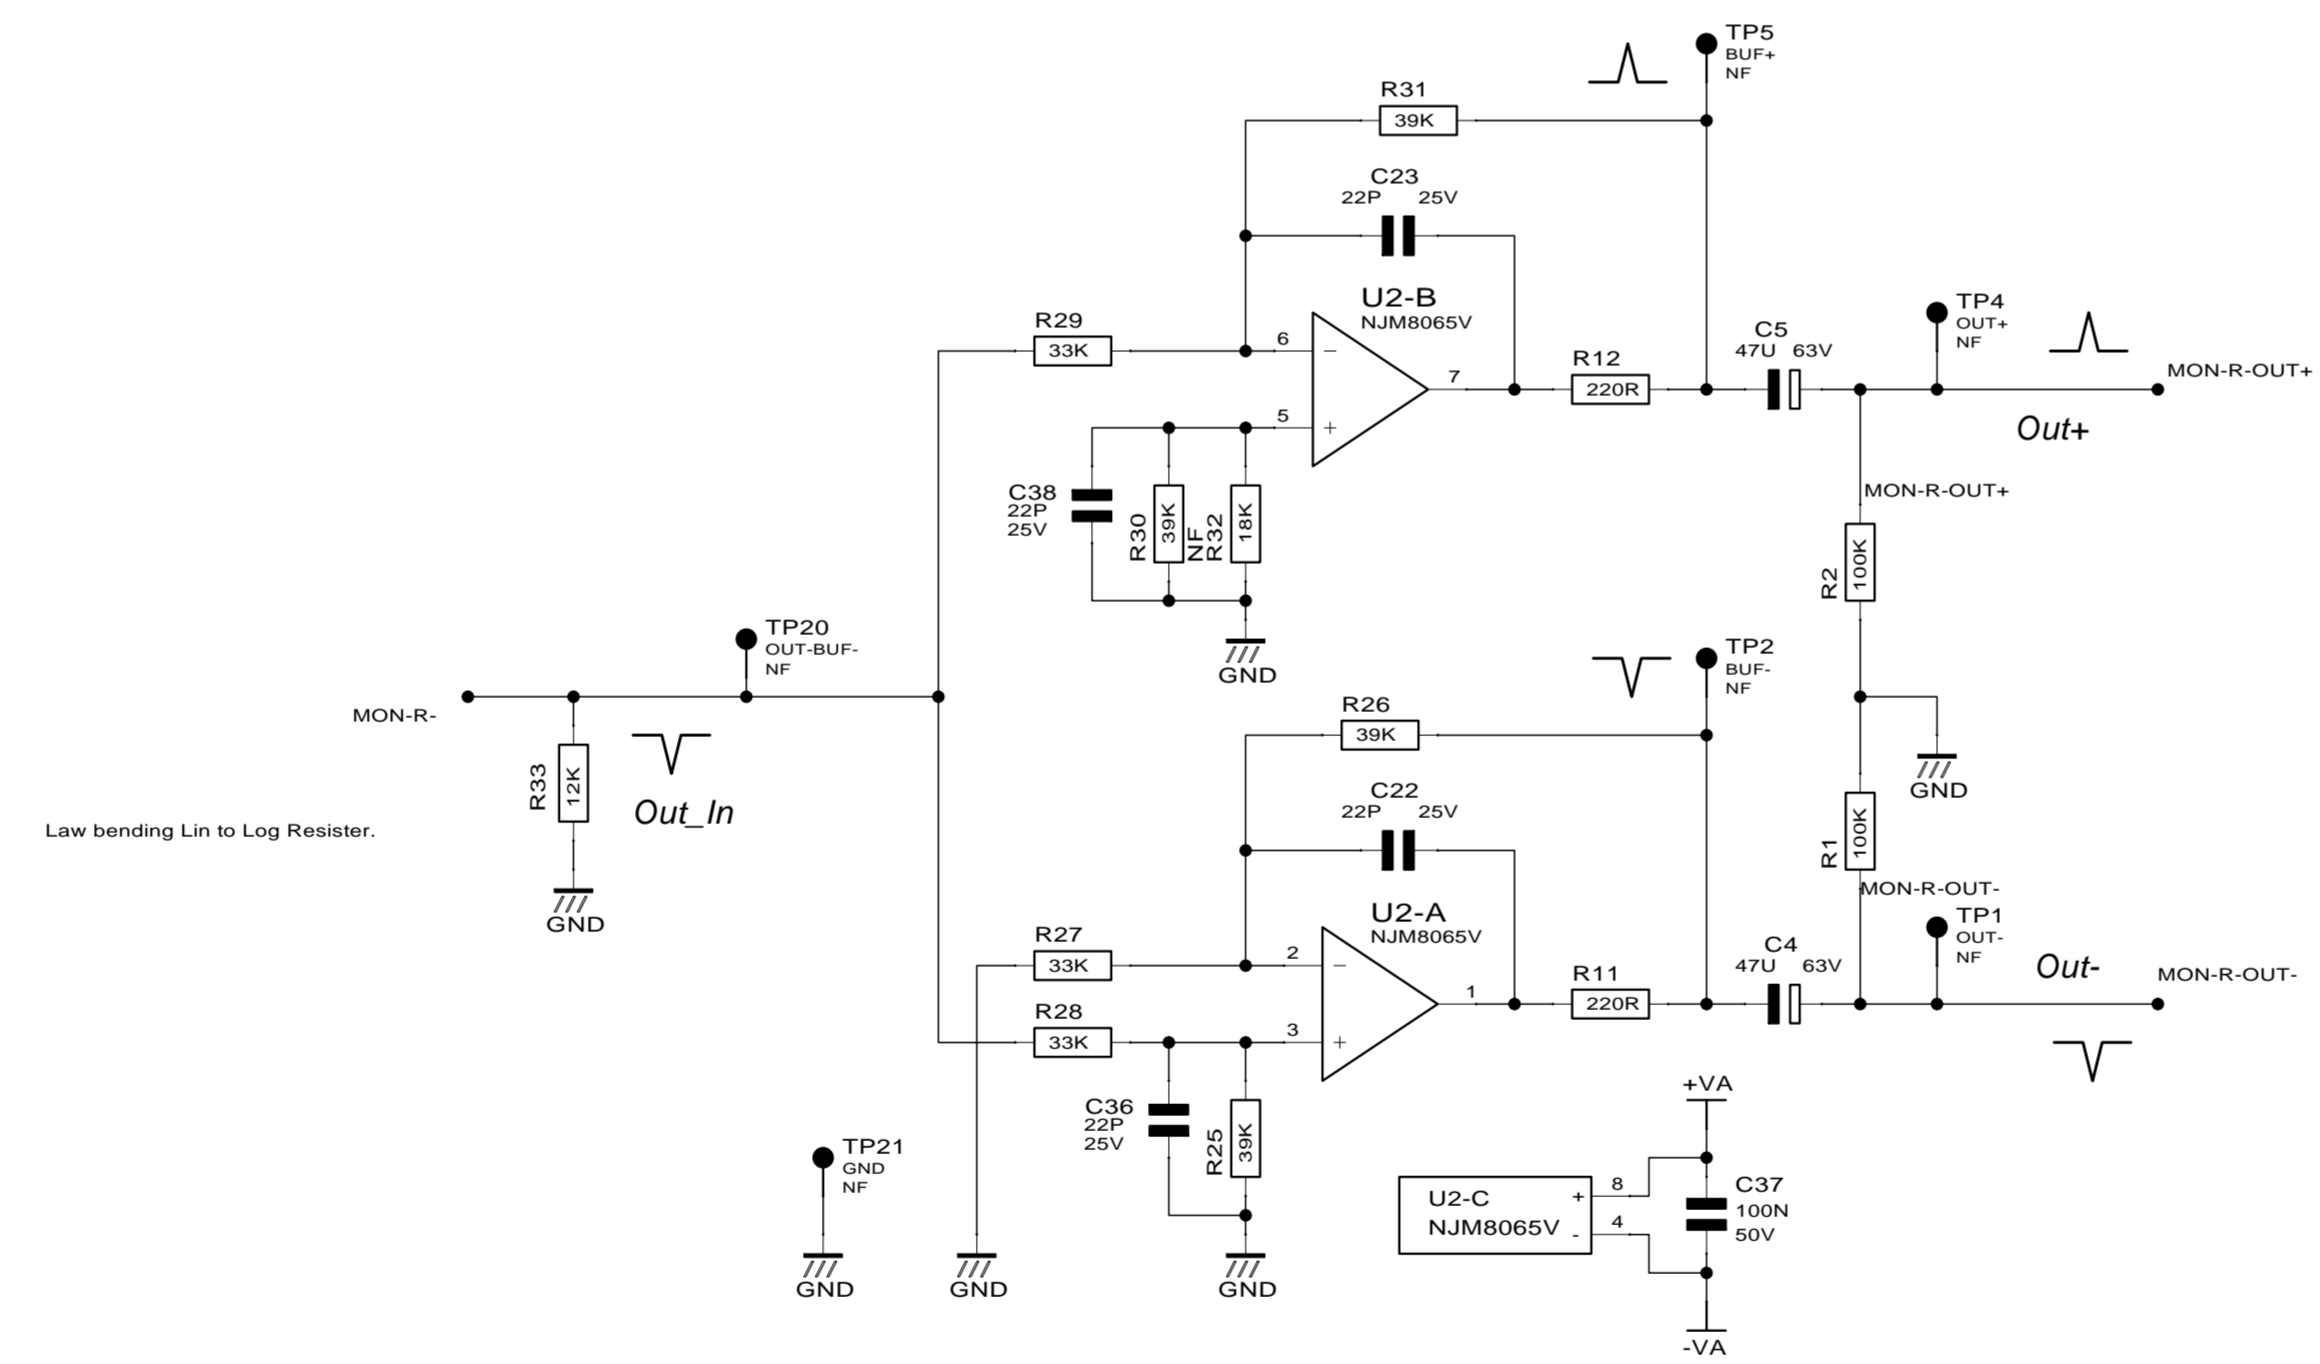 TP5
BUF+
NF
R31
39K
C23
22P 25V
U2-B
NJM8065V
R29
33K
6
−
7
5
+
R12
220R
C5
47U 63V
TP4
OUT+
NF
MON-R-OUT+
Out+
C38
22P
25V
R30
39K
NF
R32
18K
GND
MON-R-OUT+
R2
100K
TP20
OUT-BUF-
NF
MON-R-
R33
12K
Out_In
Law bending Lin to Log Resister.
GND
TP2
BUF-
NF
R26
39K
C22
22P 25V
GND
R1
100K
MON-R-OUT-
U2-A
NJM8065V
R27
33K
2
−
1
R28
33K
3
+
R11
220R
C4
47U 63V
TP1
OUT-
NF
Out-
MON-R-OUT-
C36
22P
25V
R25
39K
TP21
GND
NF
GND
GND
GND
+VA
U2-C
NJM8065V
+
-
8
4
C37
100N
50V
-VA